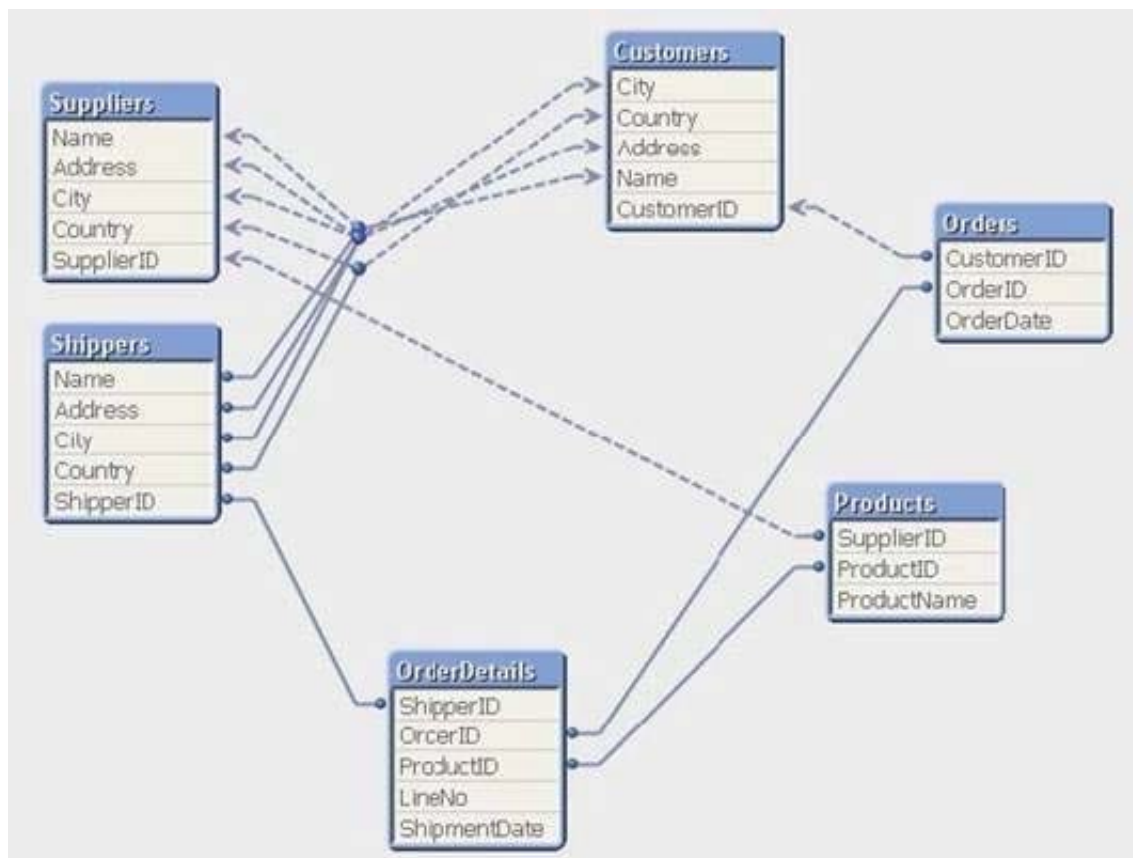 Suppliers
Name
Address
City
Country
SupplierID
Customers
City
Country
Address
Name
CustomerID
Orders
CustomerID
OrderID
OrderDate
Shippers
Name
Address
City
Country
ShipperID
Products
SupplierID
ProductID
ProductName
OrderDetails
ShipperID
OrcerID
ProductID
LineNo
ShipmentDate